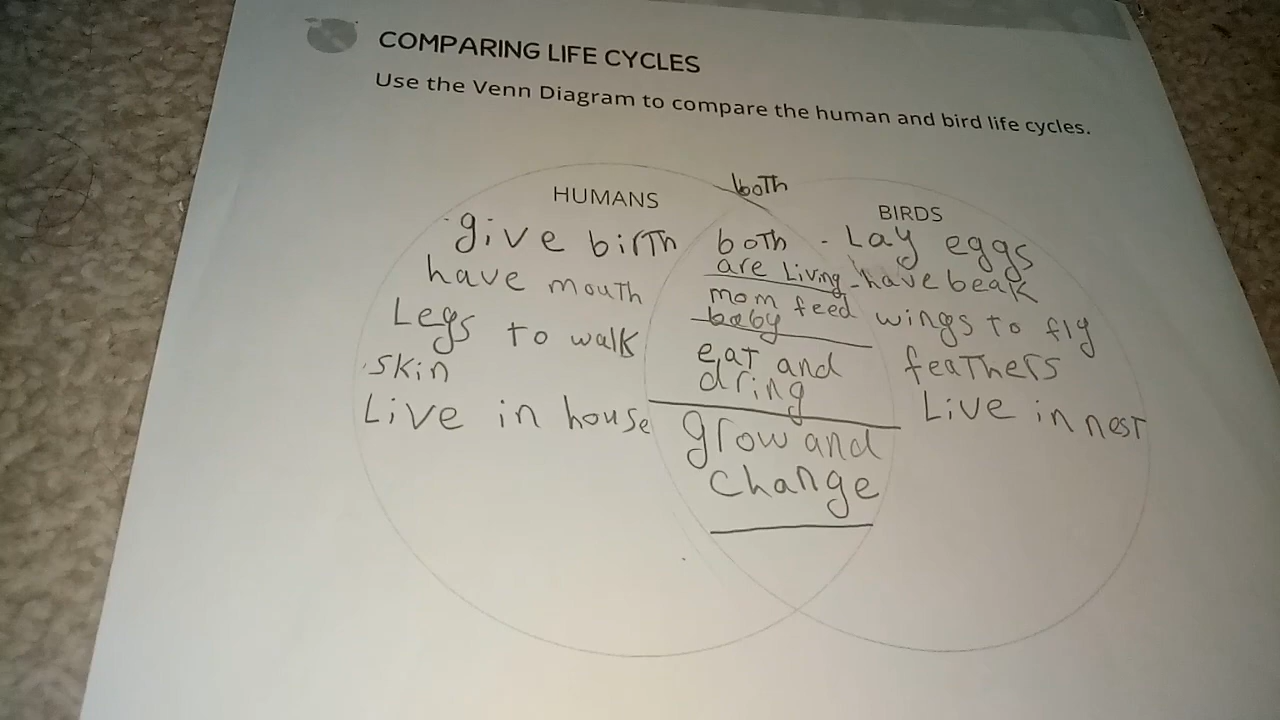 COMPARING LIFE CYCLES
Use the Venn Diagram to compare the human and bird life cycles.
both
HUMANS
give birth
have mouth
Legs to walk
skin
Live in house
both
are Living
mom feed
baby
eat and
dring
grow and
change
BIRDS
- Lay eggs
- have beak
wings to fly
feathers
Live in nest